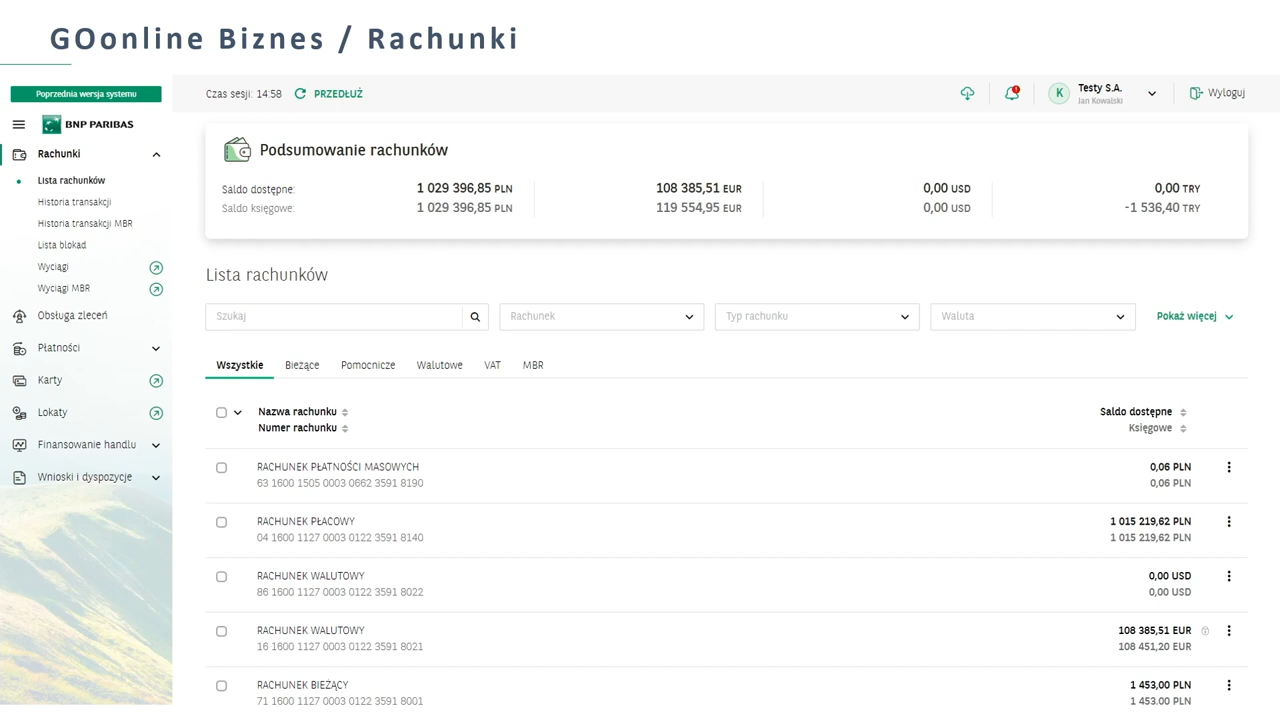 GOonline Biznes / Rachunki
Poprzednia wersja systemu
Czas sesji: 14:58 PRZEDŁUŻ
K
Testy S.A.
Jan Kowalski
Wyloguj
BNP PARIBAS
Rachunki
Lista rachunków
Historia transakcji
Historia transakcji MBR
Lista blokad
Wyciągi
Wyciągi MBR
Obsługa zleceń
Płatności
Karty
Lokaty
Finansowanie handlu
Wnioski i dyspozycje
Podsumowanie rachunków
Saldo dostępne: 1 029 396,85 PLN 108 385,51 EUR 0,00 USD 0,00 TRY
Saldo księgowe: 1 029 396,85 PLN 119 554,95 EUR 0,00 USD -1 536,40 TRY
Lista rachunków
Szukaj Rachunek Typ rachunku Waluta Pokaż więcej
Wszystkie Bieżące Pomocnicze Walutowe VAT MBR
Nazwa rachunku Saldo dostępne
Numer rachunku Księgowe
RACHUNEK PŁATNOŚCI MASOWYCH 0,06 PLN
63 1600 1505 0003 0662 3591 8190 0,06 PLN
RACHUNEK PŁACOWY 1 015 219,62 PLN
04 1600 1127 0003 0122 3591 8140 1 015 219,62 PLN
RACHUNEK WALUTOWY 0,00 USD
86 1600 1127 0003 0122 3591 8022 0,00 USD
RACHUNEK WALUTOWY 108 385,51 EUR
16 1600 1127 0003 0122 3591 8021 108 451,20 EUR
RACHUNEK BIEŻĄCY 1 453,00 PLN
71 1600 1127 0003 0122 3591 8001 1 453,00 PLN